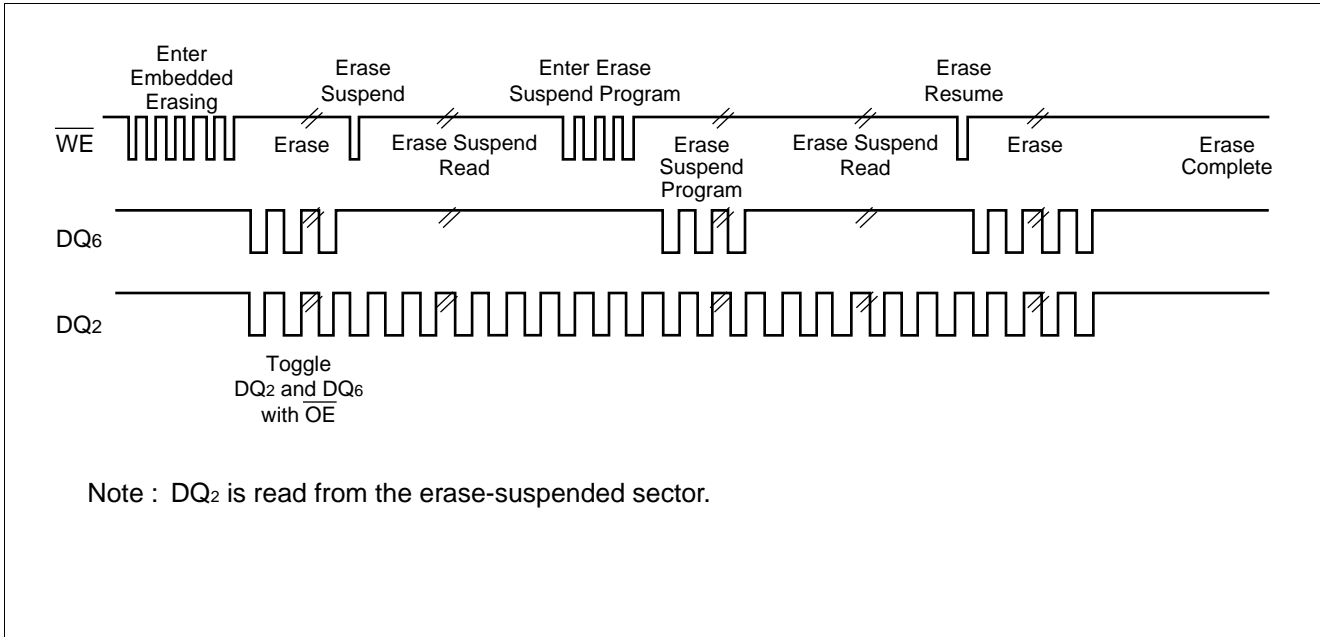 Enter
Embedded
Erasing
Erase
Suspend
Enter Erase
Suspend Program
Erase
Resume
WE
Erase
Erase Suspend
Read
Erase
Suspend
Program
Erase Suspend
Read
Erase
Erase
Complete
DQ6
DQ2
Toggle
DQ2 and DQ6
with OE
Note : DQ2 is read from the erase-suspended sector.